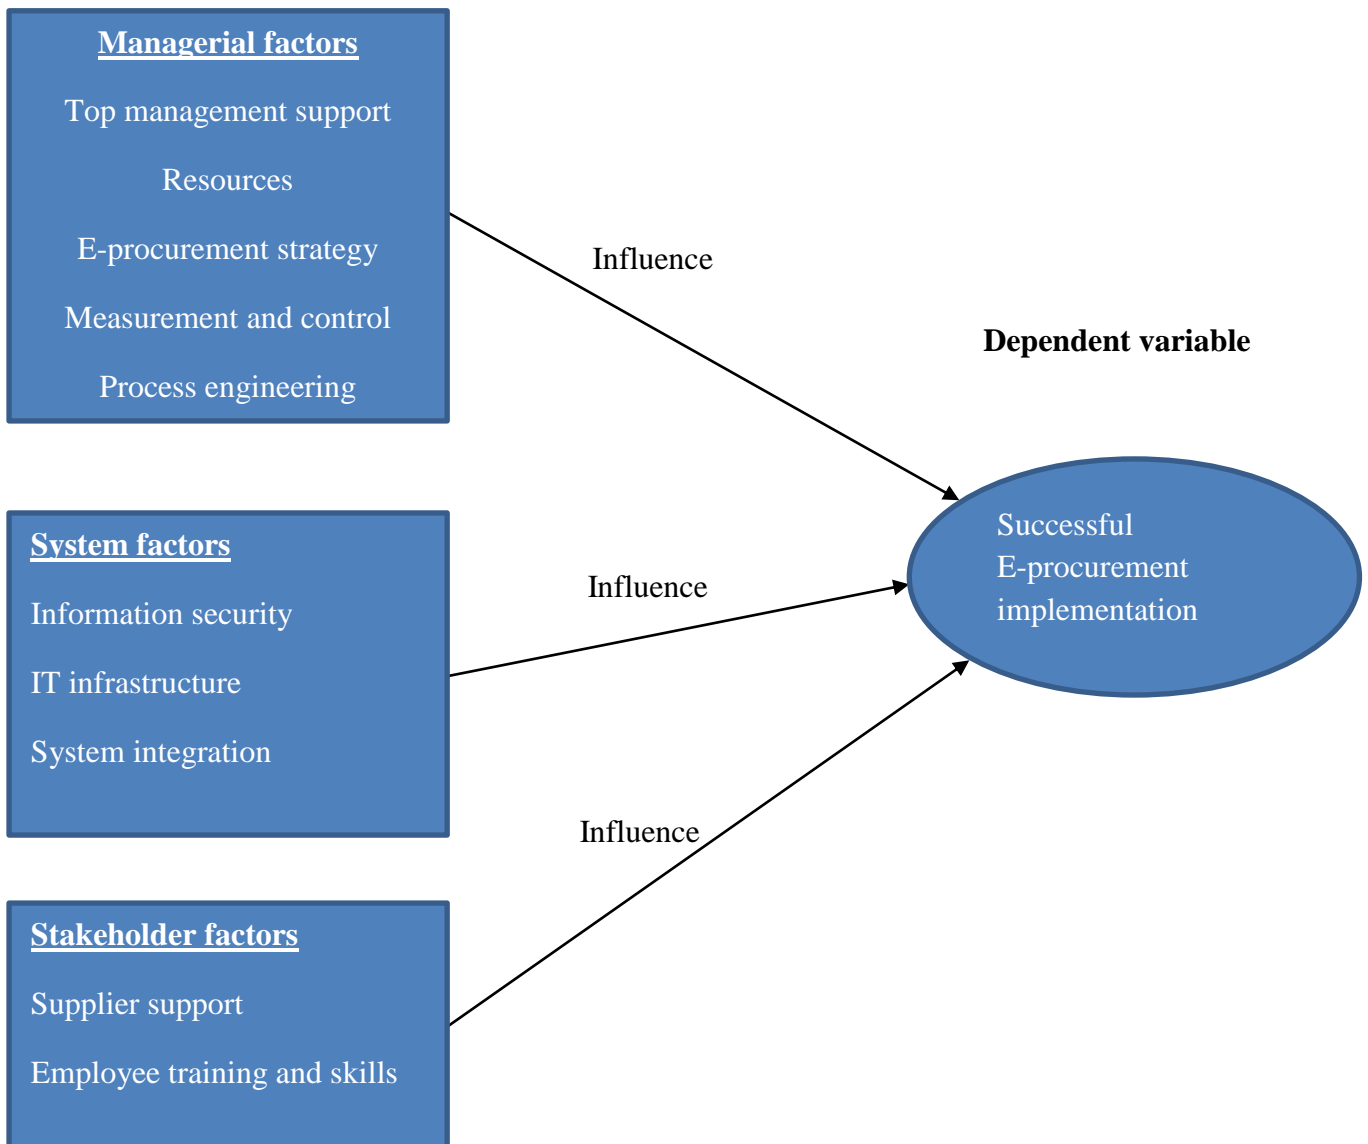 Managerial factors
Top management support
Resources
E-procurement strategy
Measurement and control
Process engineering
Influence
Dependent variable
System factors
Information security
IT infrastructure
System integration
Influence
Successful
E-procurement
implementation
Stakeholder factors
Supplier support
Employee training and skills
Influence